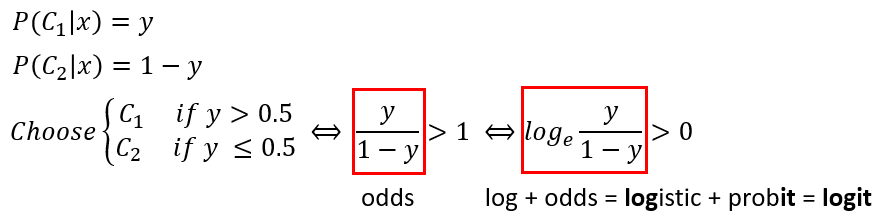 P(C₁|x) = y
P(C₂|x) = 1 − y
Choose { C₁ if y > 0.5 ⇔ y/(1 − y) > 1 ⇔ logₑ y/(1 − y) > 0
C₂ if y ≤ 0.5
odds log + odds = logistic + probit = logit